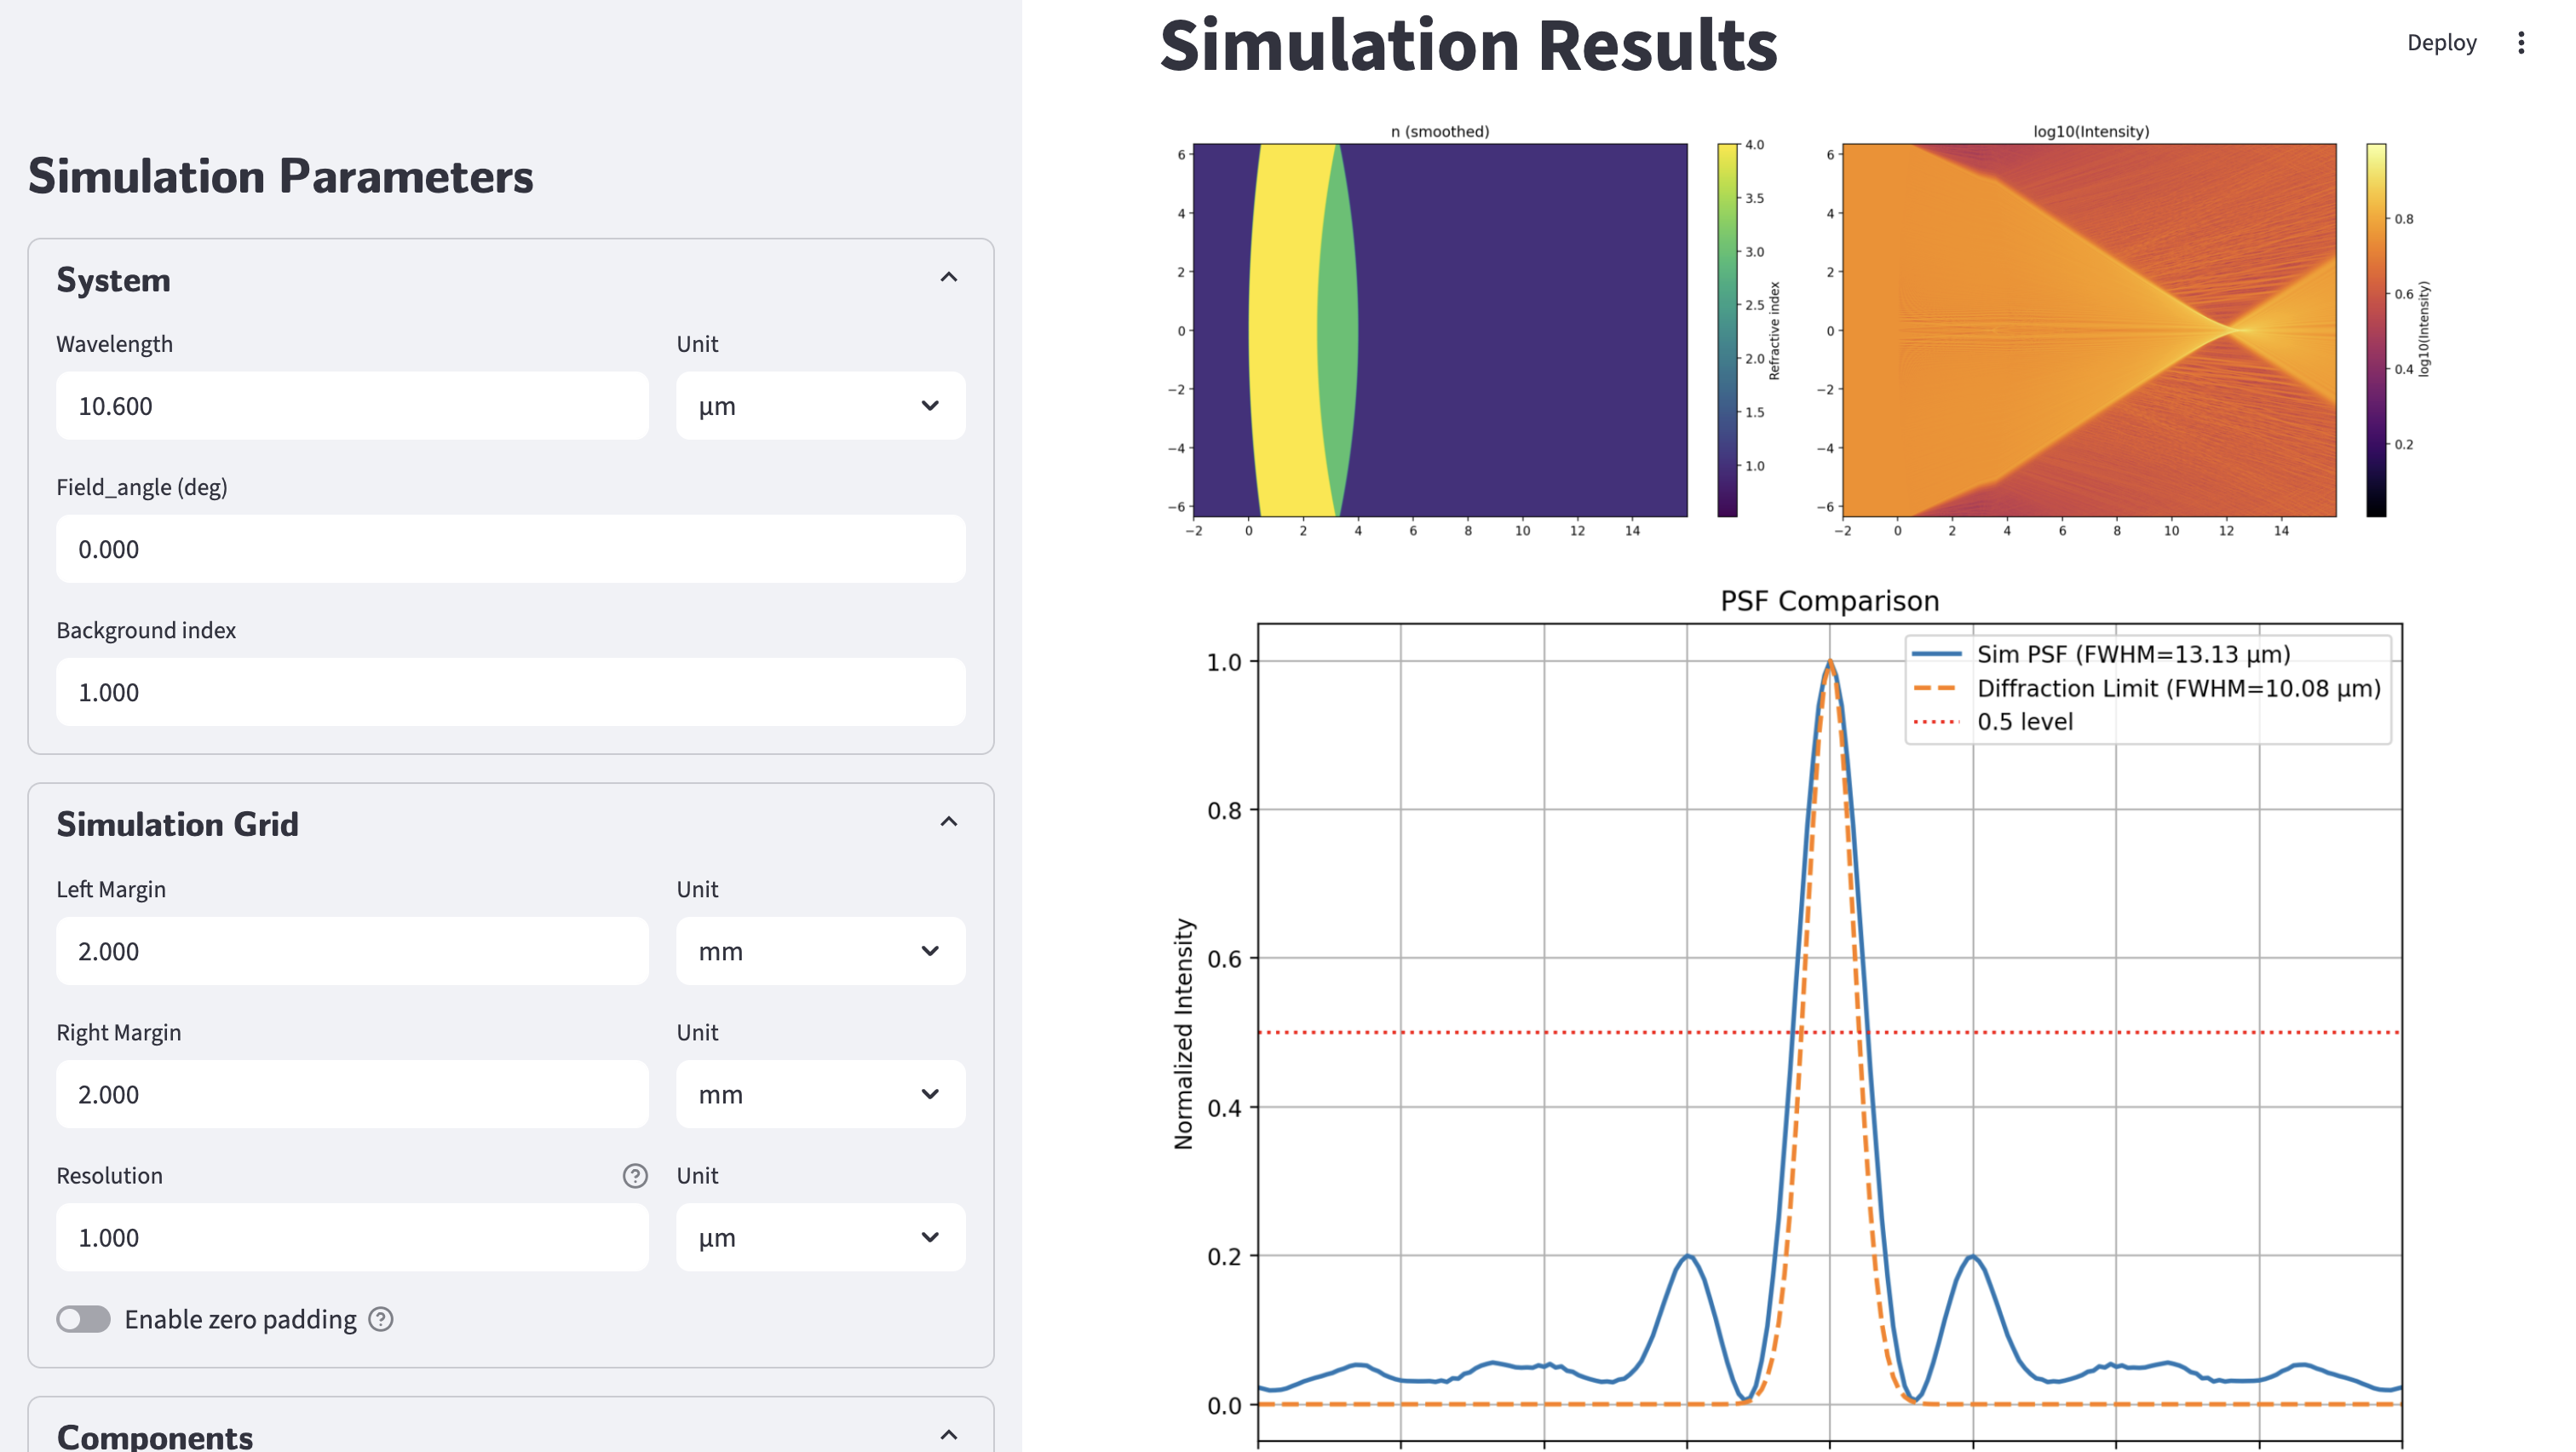 Simulation Parameters
System
Wavelength
Unit
10.600
µm
Field_angle (deg)
0.000
Background index
1.000
Simulation Grid
Left Margin
Unit
2.000
mm
Right Margin
Unit
2.000
mm
Resolution
Unit
1.000
µm
Enable zero padding
Components
Deploy
Simulation Results
n (smoothed)
6
4
2
0
−2
−4
−6
−2 0 2 4 6 8 10 12 14
4.0
3.5
3.0
2.5
2.0
1.5
1.0
Refractive index
log10(Intensity)
6
4
2
0
−2
−4
−6
−2 0 2 4 6 8 10 12 14
0.8
0.6
0.4
0.2
log10(Intensity)
PSF Comparison
Sim PSF (FWHM=13.13 µm)
Diffraction Limit (FWHM=10.08 µm)
0.5 level
1.0
0.8
0.6
0.4
0.2
0.0
Normalized Intensity